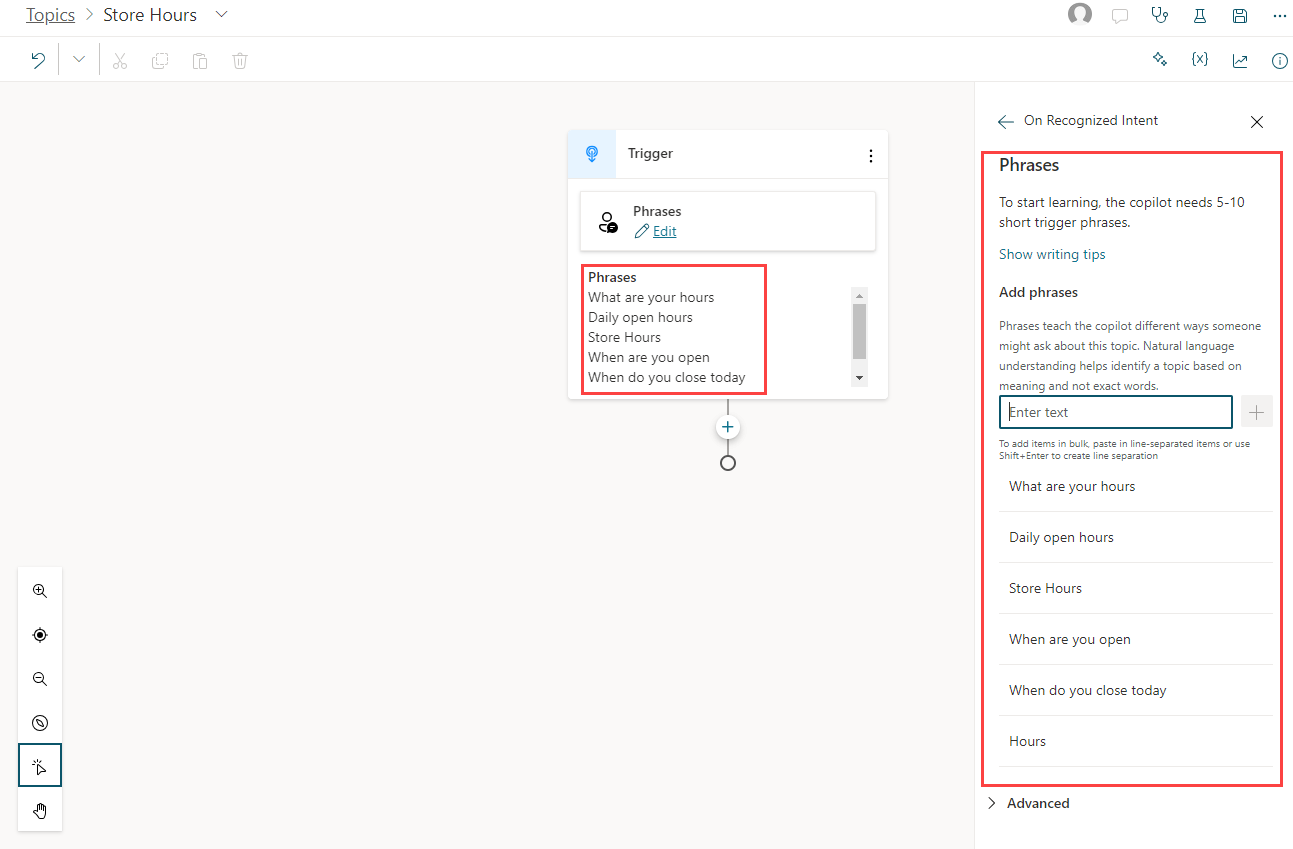 Topics > Store Hours
{x}
Trigger
Phrases
Edit
Phrases
What are your hours
Daily open hours
Store Hours
When are you open
When do you close today
On Recognized Intent
Phrases
To start learning, the copilot needs 5-10
short trigger phrases.
Show writing tips
Add phrases
Phrases teach the copilot different ways someone
might ask about this topic. Natural language
understanding helps identify a topic based on
meaning and not exact words.
Enter text
To add items in bulk, paste in line-separated items or use
Shift+Enter to create line separation
What are your hours
Daily open hours
Store Hours
When are you open
When do you close today
Hours
Advanced